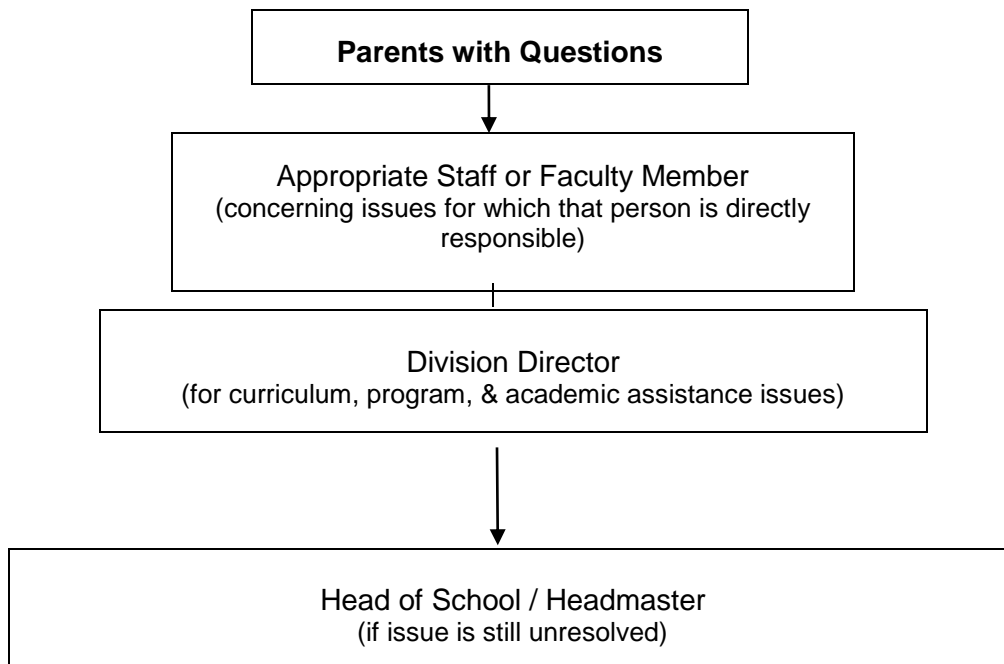 Parents with Questions
Appropriate Staff or Faculty Member
(concerning issues for which that person is directly
responsible)
Division Director
(for curriculum, program, & academic assistance issues)
Head of School / Headmaster
(if issue is still unresolved)